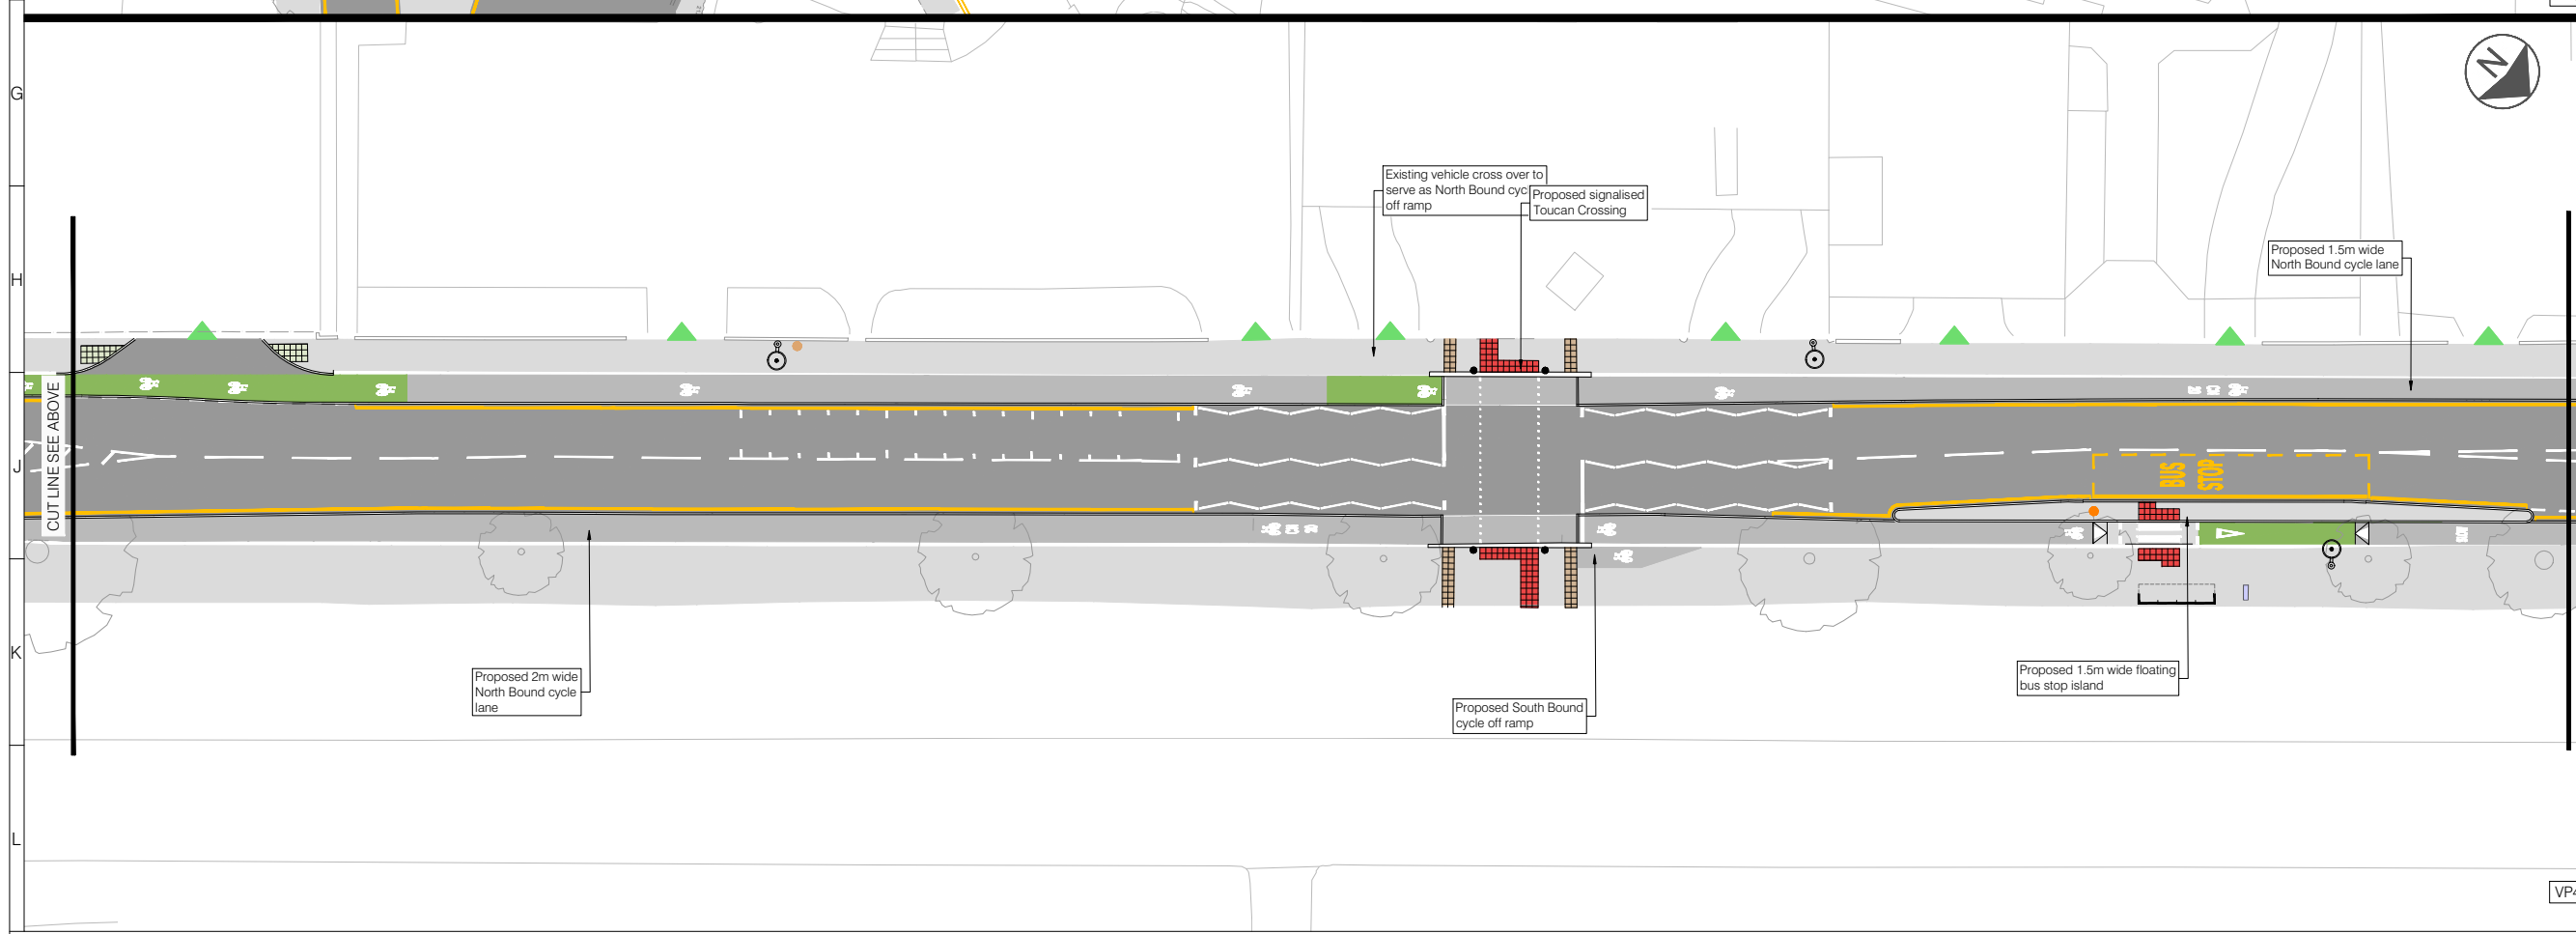 G
N
Existing vehicle cross over to
serve as North Bound cyc
off ramp
Proposed signalised
Toucan Crossing
H
Proposed 1.5m wide
North Bound cycle lane
CUT LINE SEE ABOVE
J
BUS
STOP
K
Proposed 2m wide
North Bound cycle
lane
Proposed South Bound
cycle off ramp
Proposed 1.5m wide floating
bus stop island
L
VP4